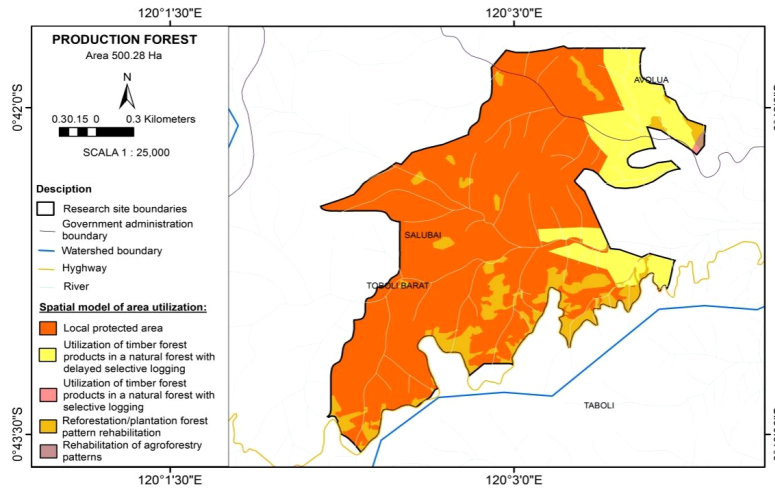 120°1'30"E
120°3'0"E
PRODUCTION FOREST
Area 500.28 Ha
N
0.30.15 0 0.3 Kilometers
SCALA 1 : 25,000
Desciption
Research site boundaries
Government administration
boundary
Watershed boundary
Hyghway
River
Spatial model of area utilization:
Local protected area
Utilization of timber forest
products in a natural forest with
delayed selective logging
Utilization of timber forest
products in a natural forest with
selective logging
Reforestation/plantation forest
pattern rehabilitation
Rehabilitation of agroforestry
patterns
0°42'0"S
0°43'30"S
AVOLUA
SALUBAI
TOBOLI BARAT
TABOLI
120°1'30"E
120°3'0"E